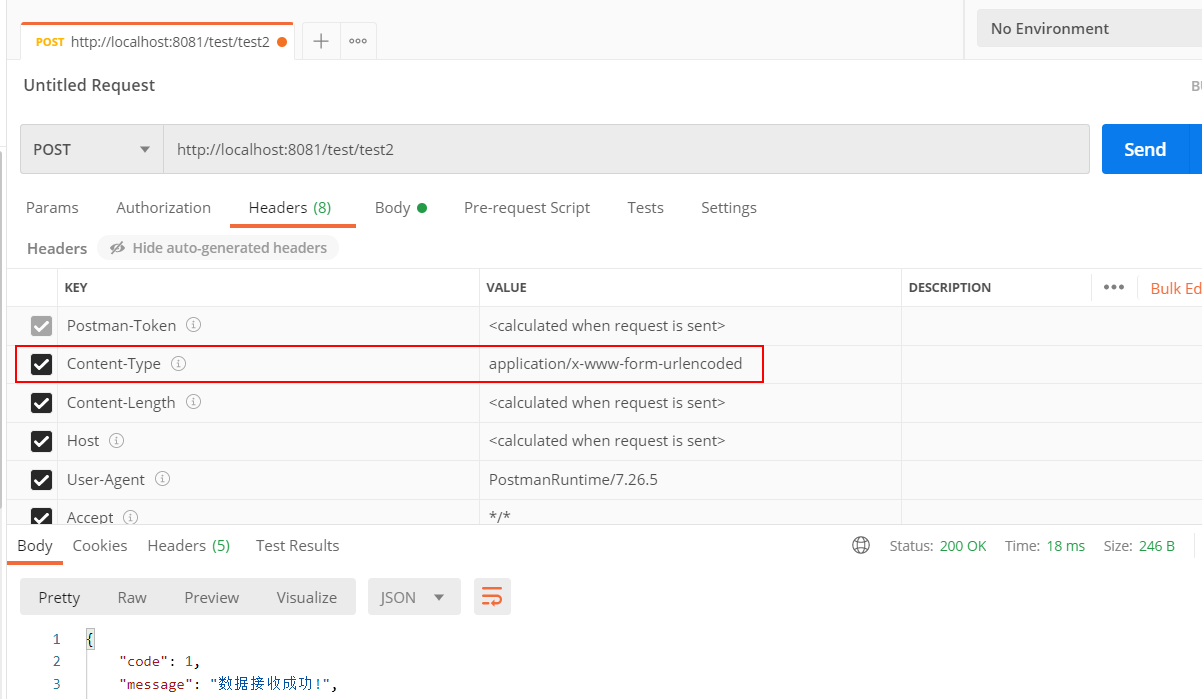 POST http://localhost:8081/test/test2
No Environment
Untitled Request
POST http://localhost:8081/test/test2 Send
Params Authorization Headers (8) Body Pre-request Script Tests Settings
Headers Hide auto-generated headers
KEY VALUE DESCRIPTION Bulk Ed
Postman-Token <calculated when request is sent>
Content-Type application/x-www-form-urlencoded
Content-Length <calculated when request is sent>
Host <calculated when request is sent>
User-Agent PostmanRuntime/7.26.5
Accept */*
Body Cookies Headers (5) Test Results Status: 200 OK Time: 18 ms Size: 246 B
Pretty Raw Preview Visualize JSON
1 {
2 "code": 1,
3 "message": "数据接收成功!",